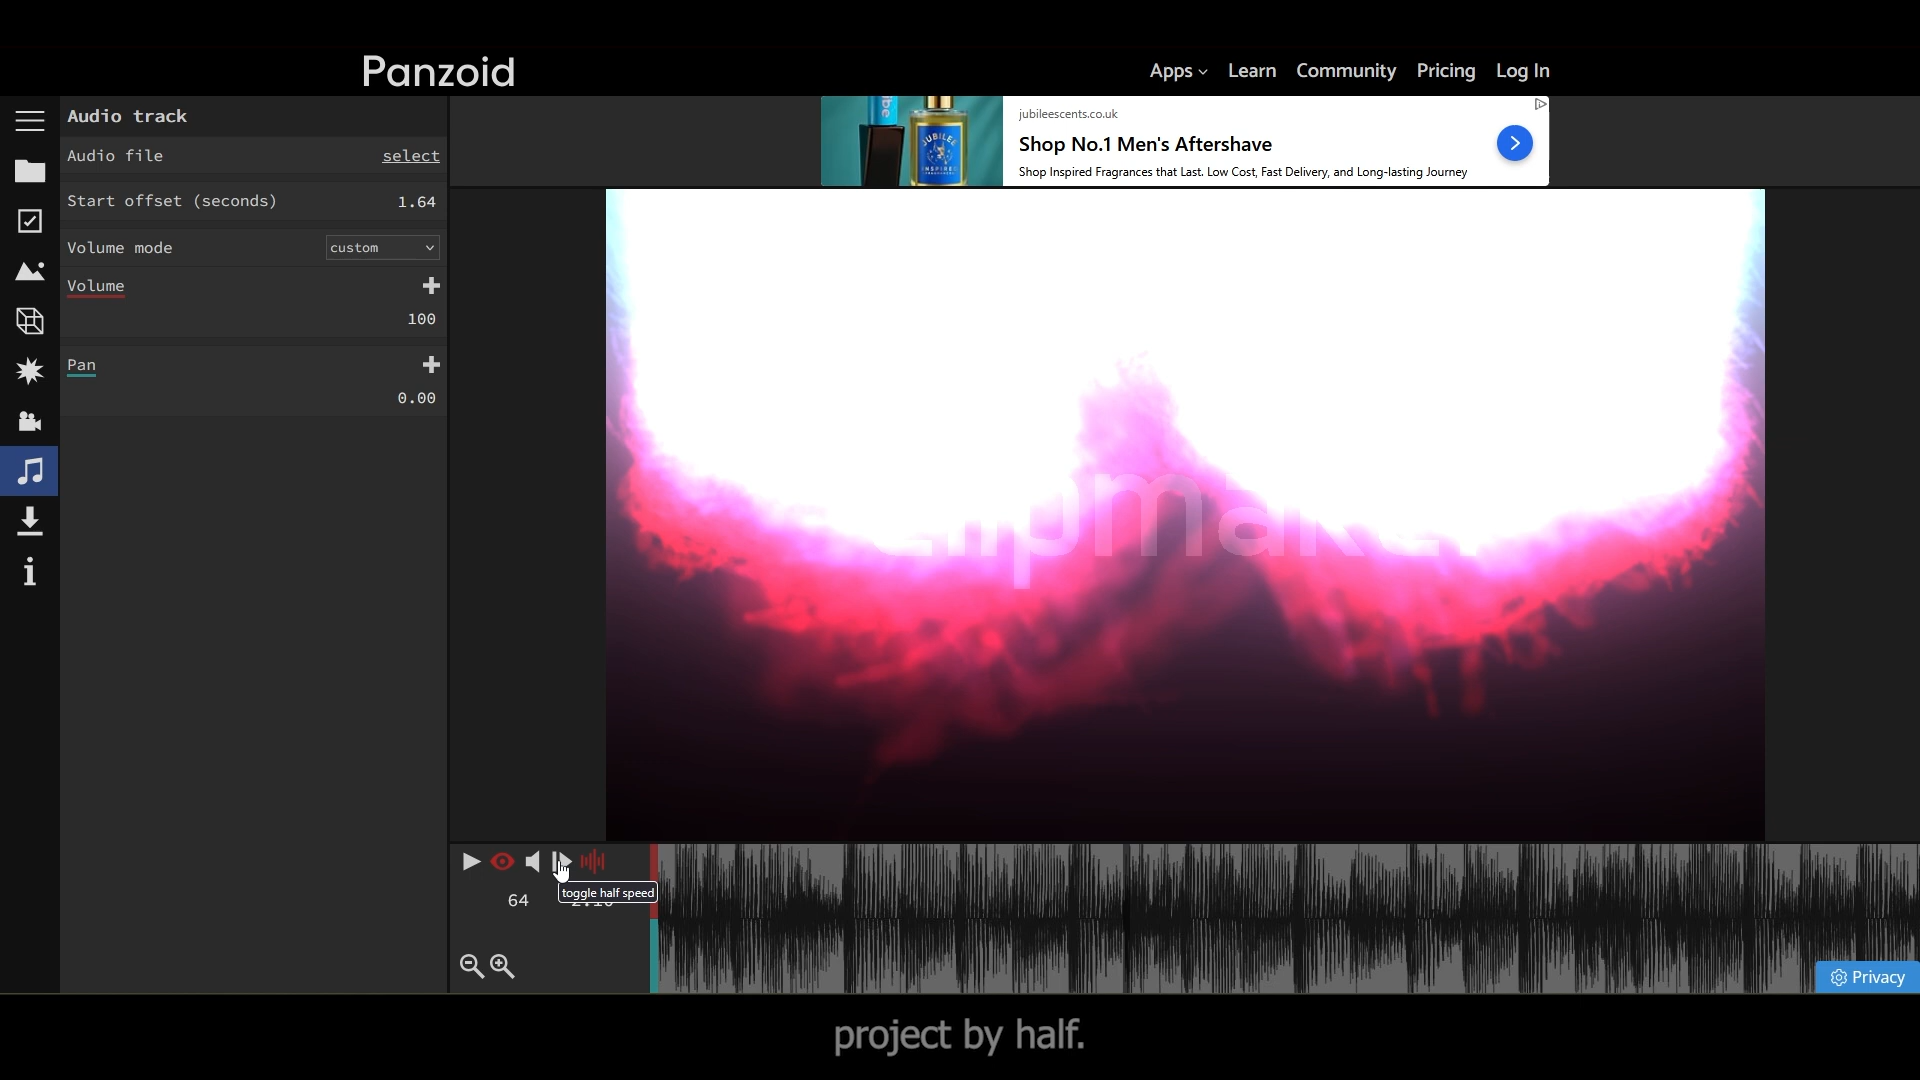 Panzoid
Apps Learn Community Pricing Log In
Audio track
Audio file select
Start offset (seconds) 1.64
Volume mode custom
Volume
100
Pan
0.00
jubileescents.co.uk
Shop No.1 Men's Aftershave
Shop Inspired Fragrances that Last. Low Cost, Fast Delivery, and Long-lasting Journey
JUBILEE
clipmaker
toggle half speed
64
Privacy
project by half.